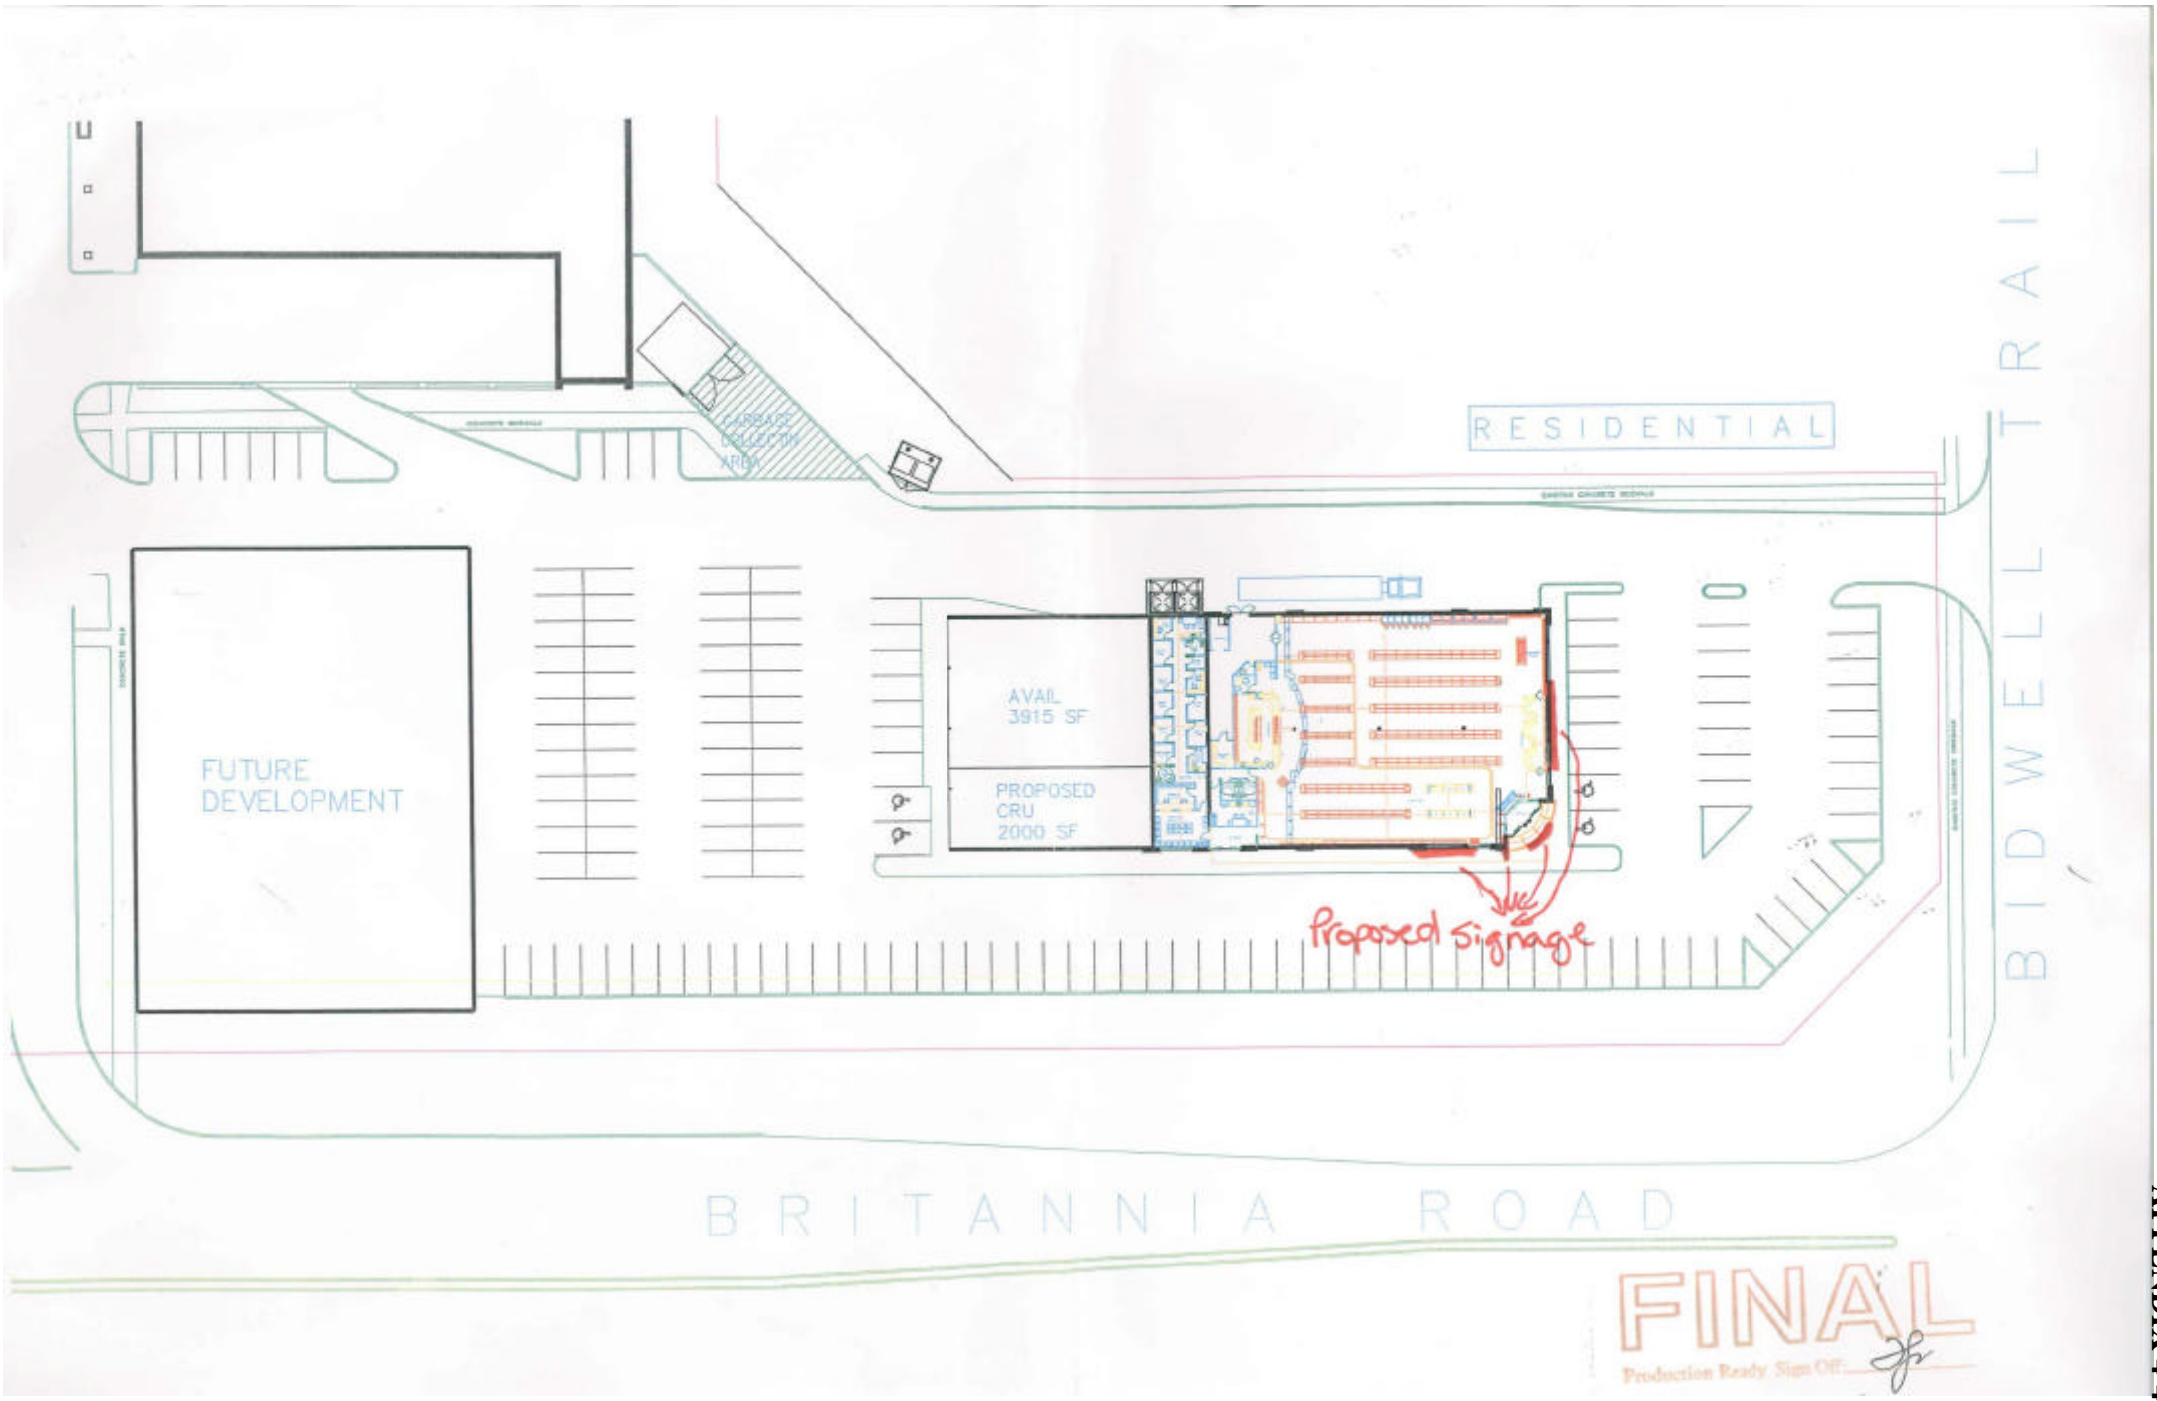 GARBAGE
COLLECTIN
AREA
RESIDENTIAL
BIDWELL TRAIL
AVAIL
3915 SF
FUTURE
DEVELOPMENT
PROPOSED
CRU
2000 SF
Proposed Signage
BRITANNIA ROAD
FINAL
Production Ready Sign Off: